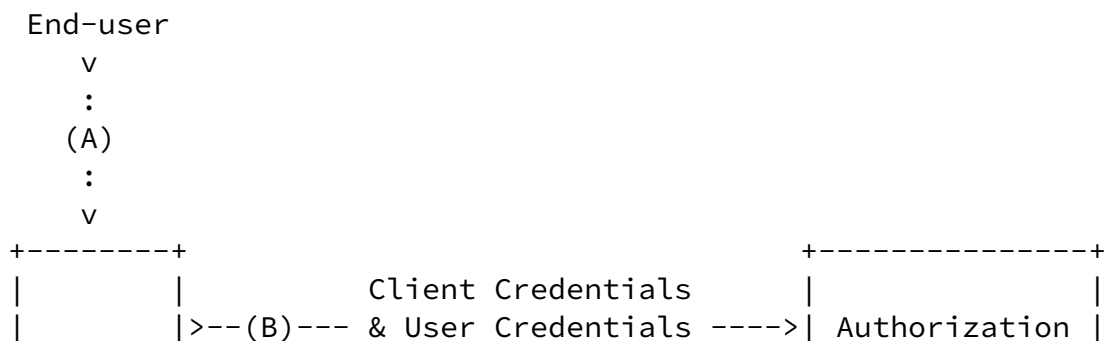 End-user
v
:
(A)
:
v
+--------+                                  +---------------+
|        |          Client Credentials      |               |
|        |>--(B)--- & User Credentials ---->| Authorization |